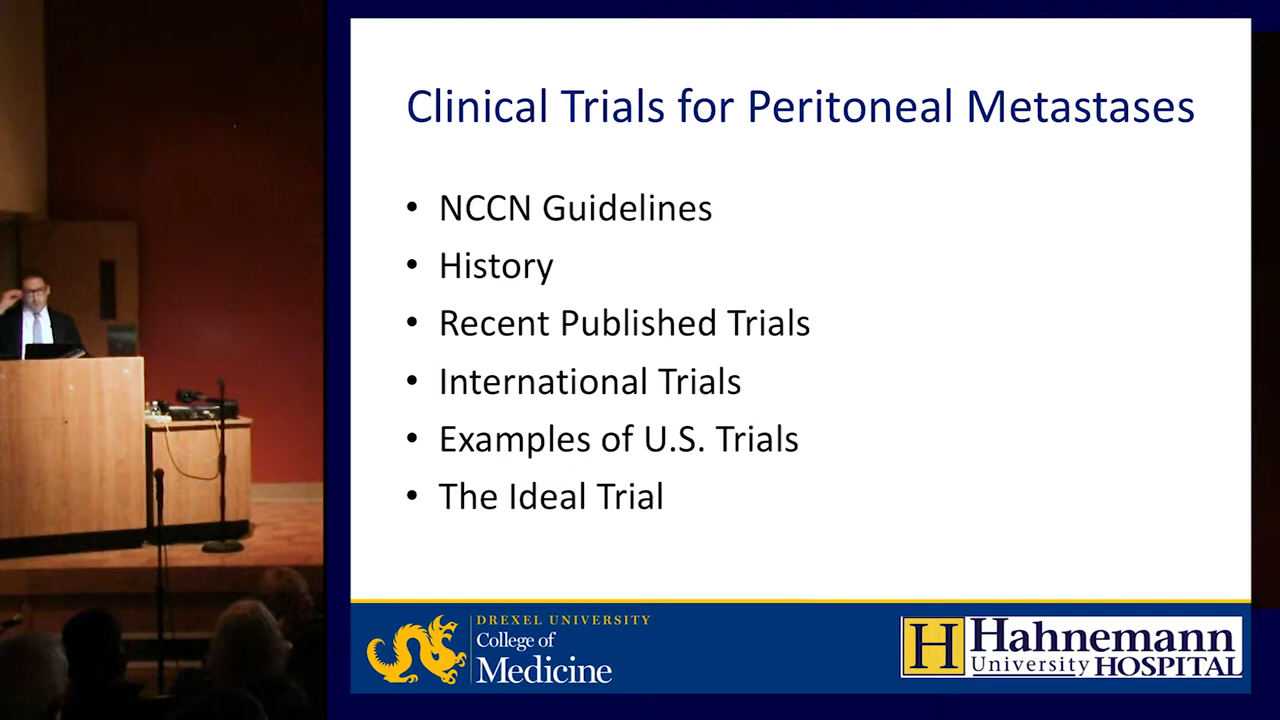 Clinical Trials for Peritoneal Metastases
• NCCN Guidelines
• History
• Recent Published Trials
• International Trials
• Examples of U.S. Trials
• The Ideal Trial
DREXEL UNIVERSITY
College of
Medicine
H Hahnemann
University HOSPITAL